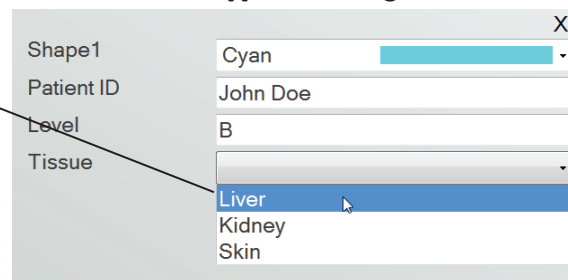 X
Shape1 Cyan
Patient ID John Doe
Level B
Tissue
Liver
Kidney
Skin